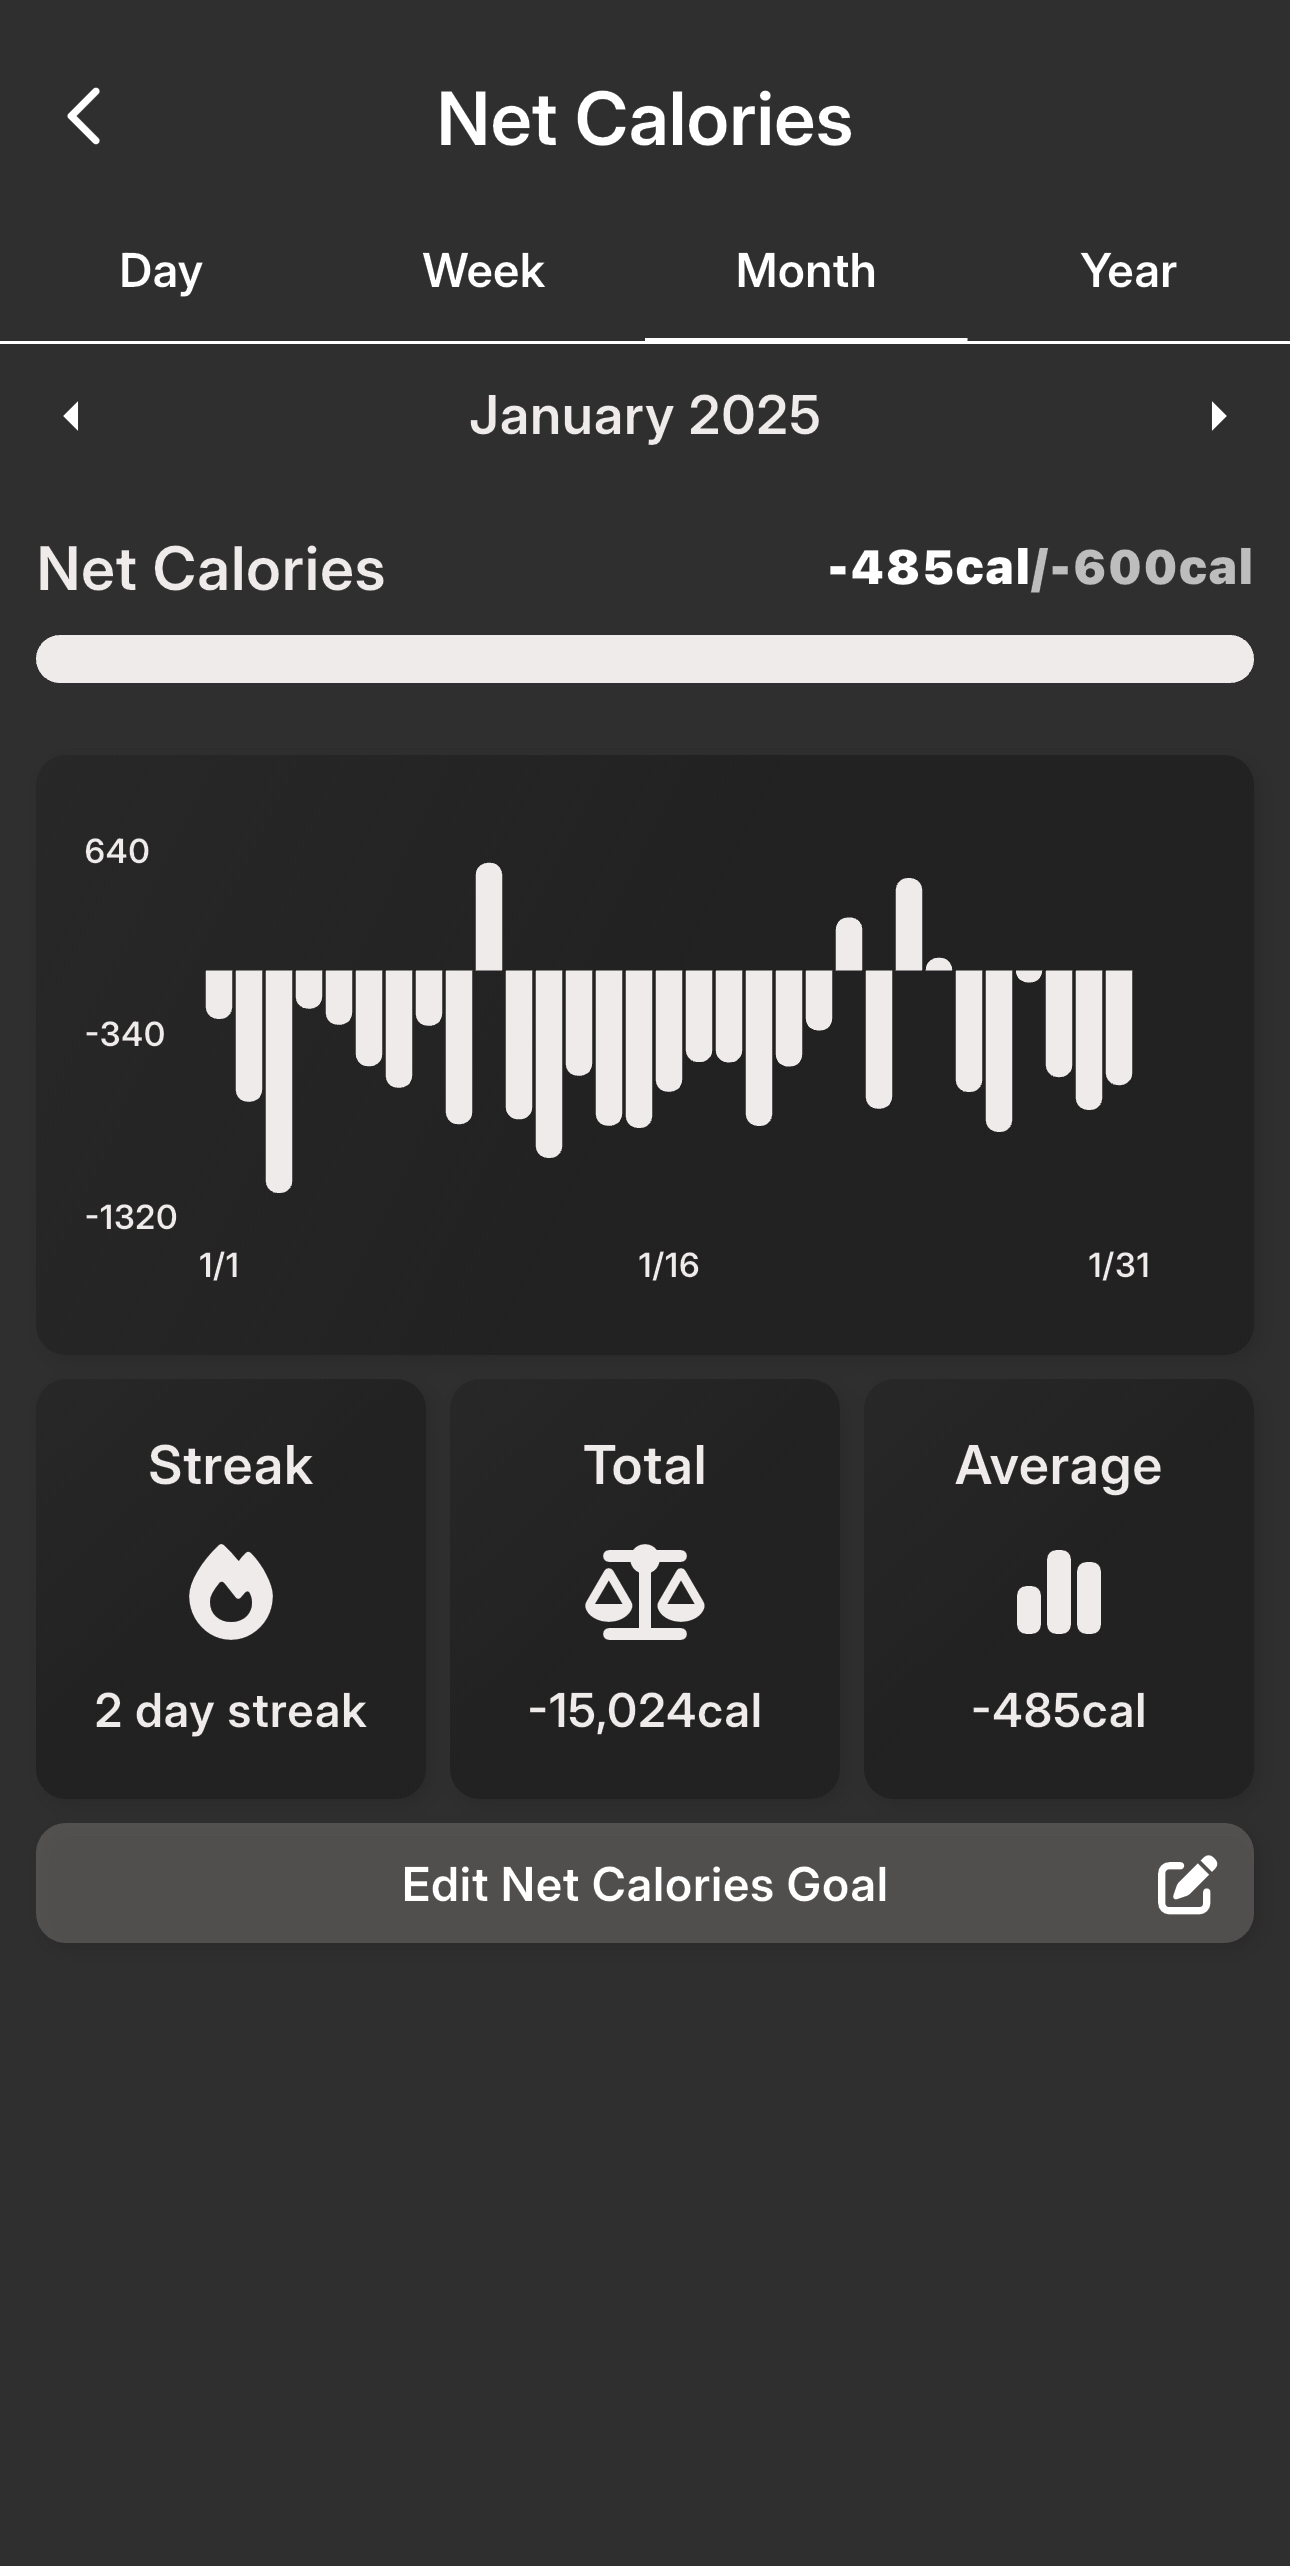 Net Calories
Day Week Month Year
January 2025
Net Calories -485cal/-600cal
640
-340
-1320
1/1 1/16 1/31
Streak Total Average
2 day streak -15,024cal -485cal
Edit Net Calories Goal